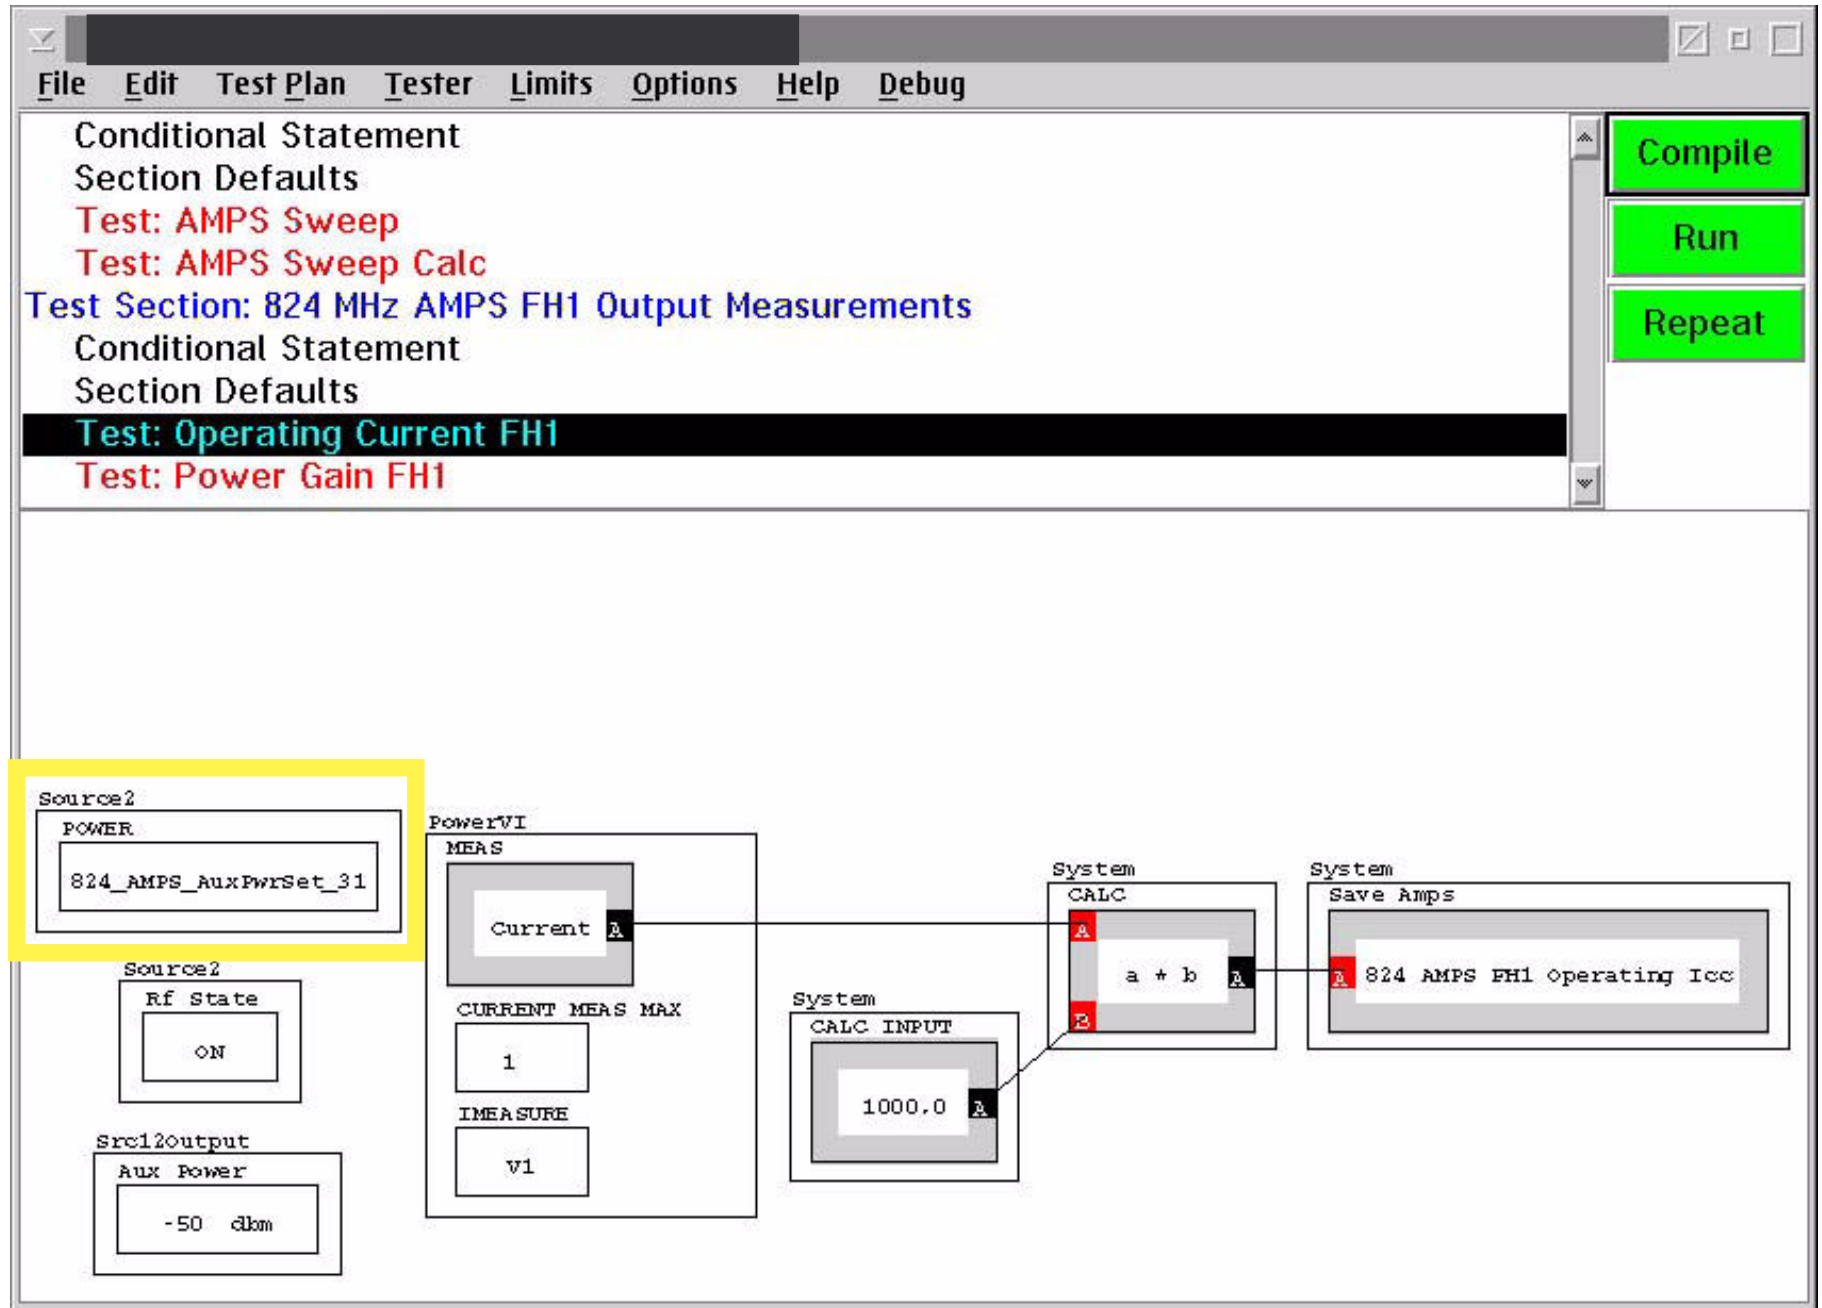 File Edit Test Plan Tester Limits Options Help Debug
Conditional Statement
Section Defaults
Test: AMPS Sweep
Test: AMPS Sweep Calc
Test Section: 824 MHz AMPS FH1 Output Measurements
Conditional Statement
Section Defaults
Test: Operating Current FH1
Test: Power Gain FH1
Compile
Run
Repeat
Source2
POWER
824_AMPS_AuxPwrSet_31
Source2
Rf State
ON
Src12Output
Aux Power
-50 dbm
PowerVI
MEAS
Current A
CURRENT MEAS MAX
1
IMEASURE
V1
System
CALC INPUT
1000.0 A
System
CALC
A
a * b A
B
System
Save Amps
A 824 AMPS FH1 Operating Icc